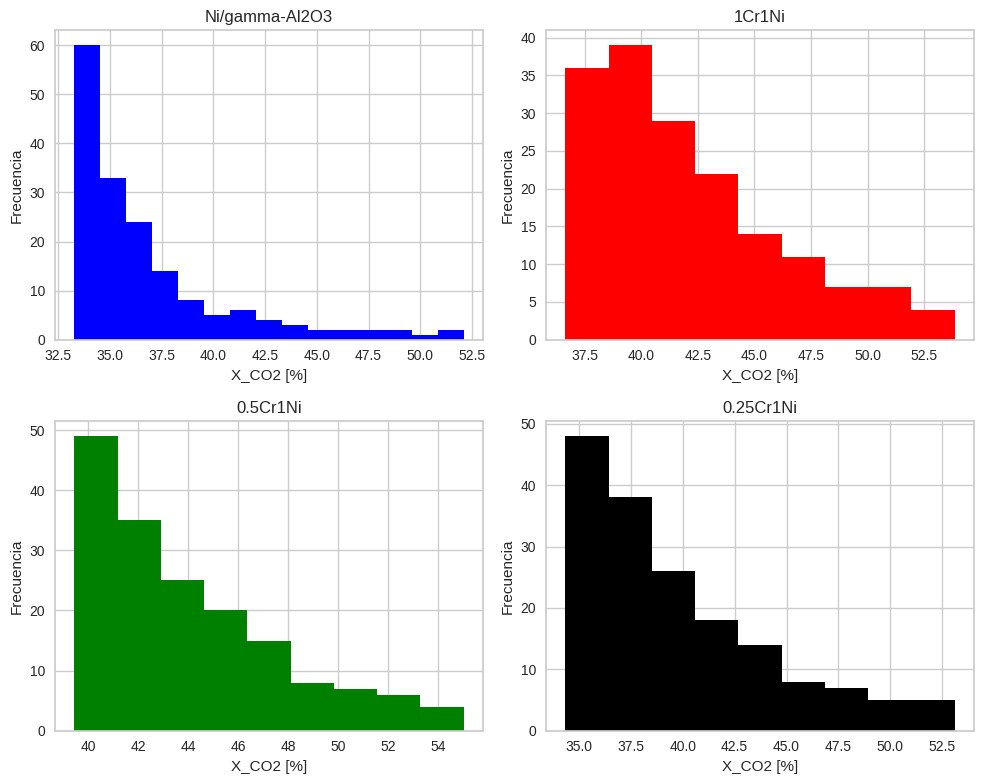 Ni/gamma-Al2O3
Frecuencia
60
50
40
30
20
10
0
32.5 35.0 37.5 40.0 42.5 45.0 47.5 50.0 52.5
X_CO2 [%]
1Cr1Ni
Frecuencia
40
35
30
25
20
15
10
5
0
37.5 40.0 42.5 45.0 47.5 50.0 52.5
X_CO2 [%]
0.5Cr1Ni
Frecuencia
50
40
30
20
10
0
40 42 44 46 48 50 52 54
X_CO2 [%]
0.25Cr1Ni
Frecuencia
50
40
30
20
10
0
35.0 37.5 40.0 42.5 45.0 47.5 50.0 52.5
X_CO2 [%]